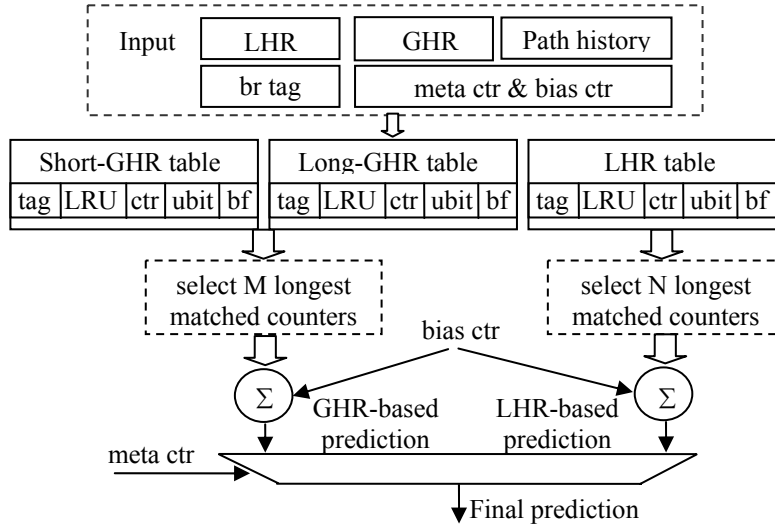 Input
LHR
GHR
Path history
br tag
meta ctr & bias ctr
Short-GHR table
Long-GHR table
LHR table
tag LRU ctr ubit bf
tag LRU ctr ubit bf
tag LRU ctr ubit bf
select M longest
matched counters
select N longest
matched counters
bias ctr
Σ
Σ
GHR-based
prediction
LHR-based
prediction
meta ctr
Final prediction